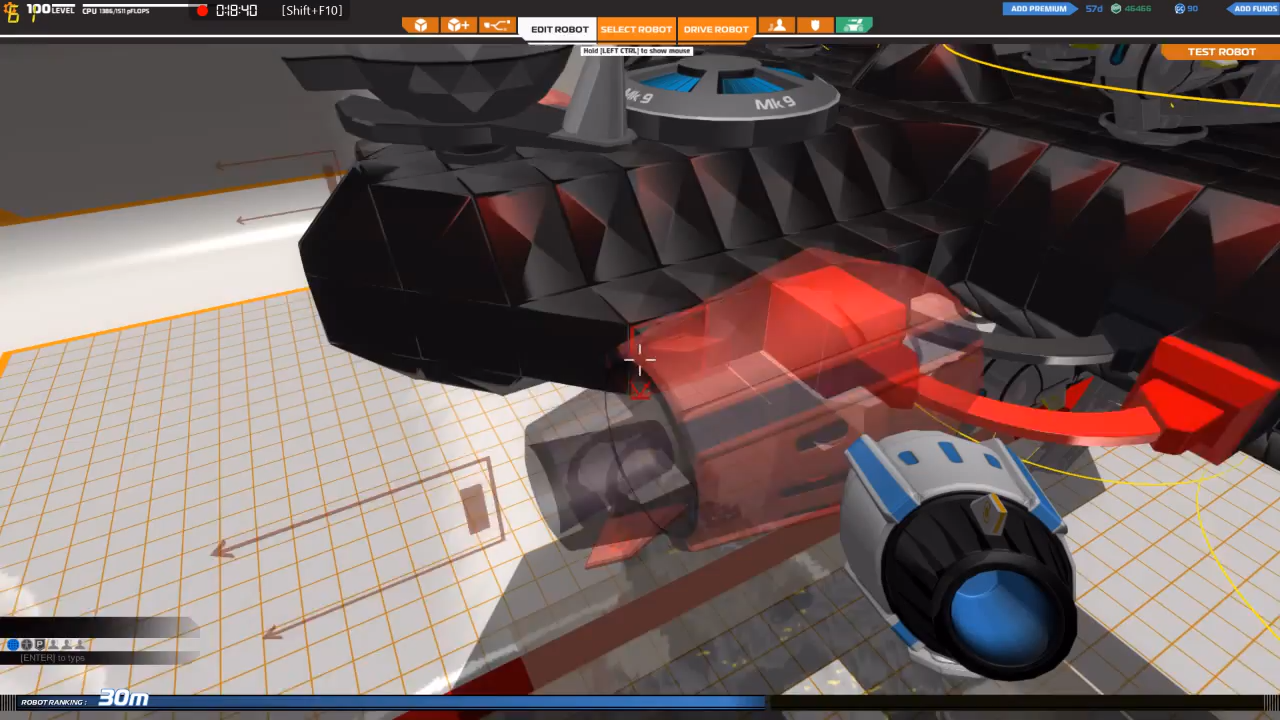 100 LEVEL CPU 1386/1511 pFLOPS
0:18:40 [Shift+F10]
EDIT ROBOT SELECT ROBOT DRIVE ROBOT
ADD PREMIUM 57d 46466 90 ADD FUNDS
Hold [LEFT CTRL] to show mouse
TEST ROBOT
Mk 9 Mk 9
P
[ENTER] to type
ROBOT RANKING : 30m